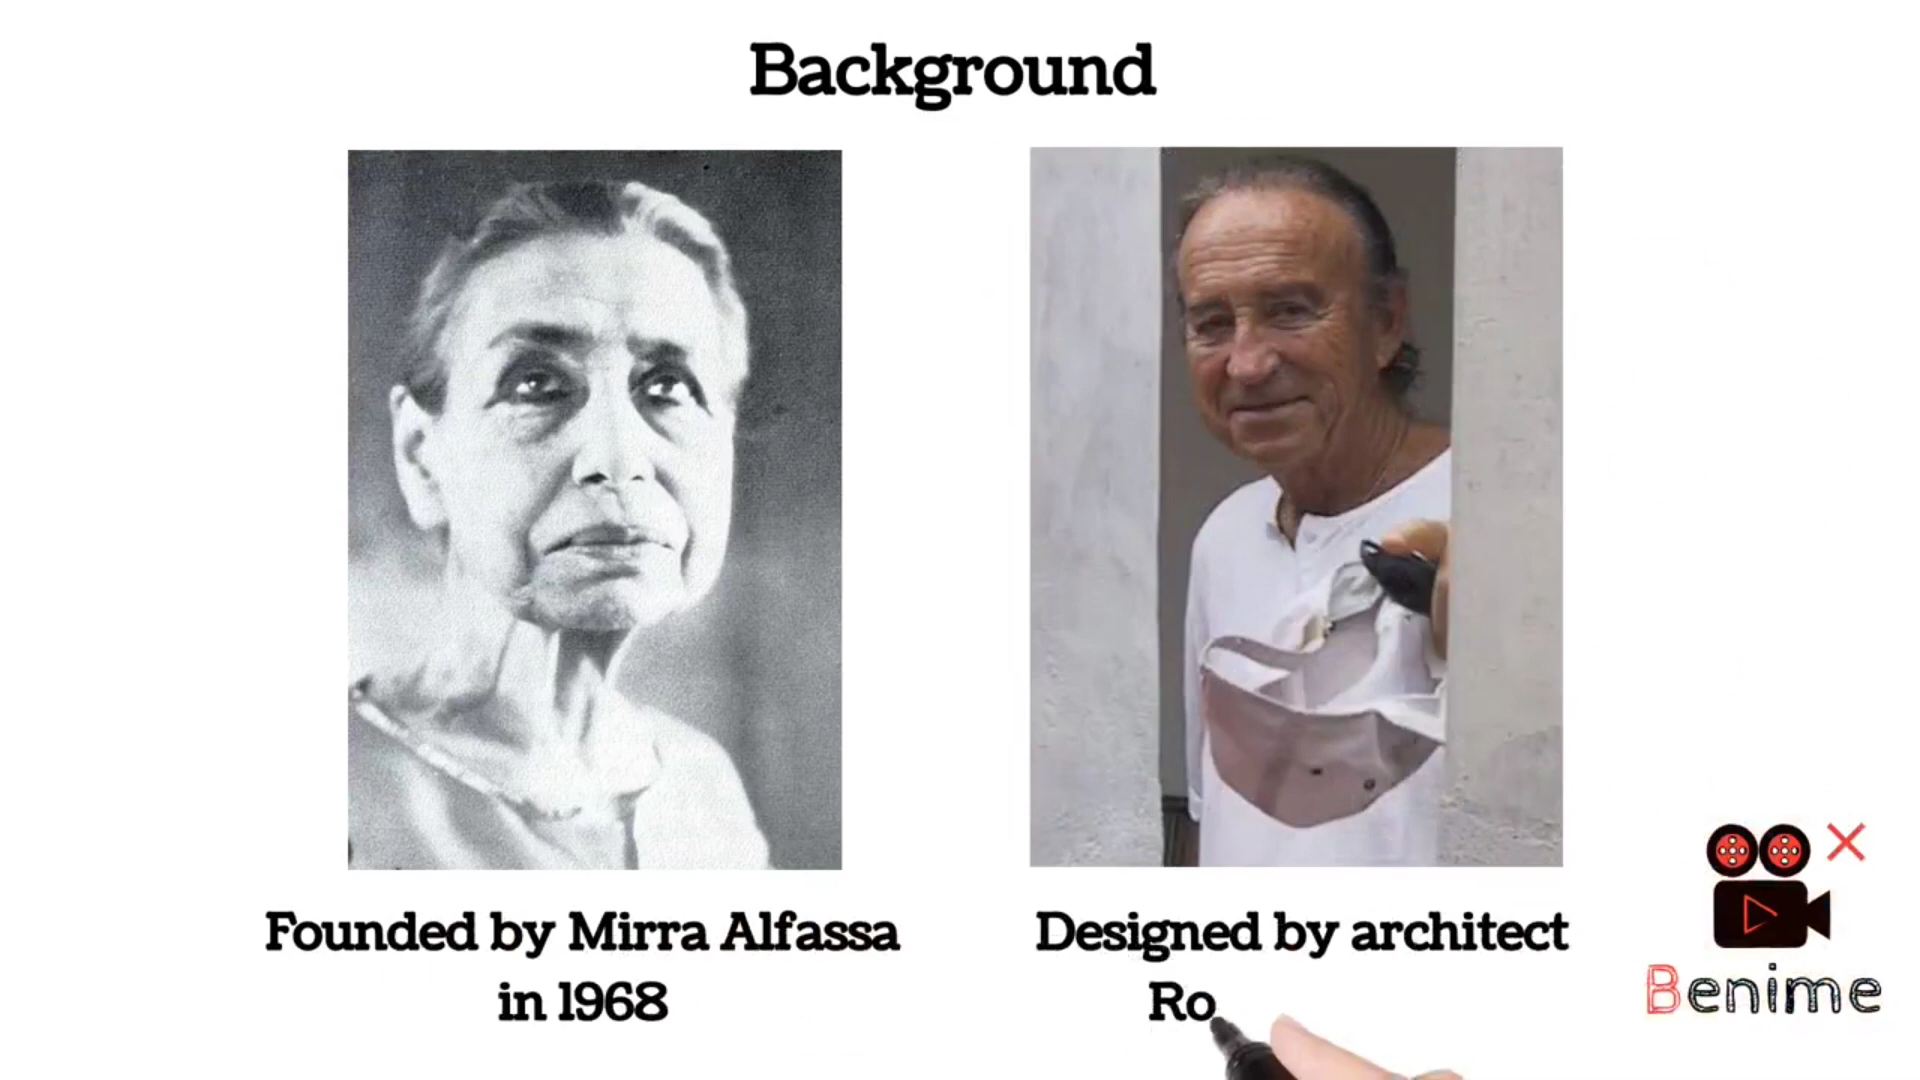 Background
Founded by Mirra Alfassa
in 1968
Designed by architect
Ro
Benime